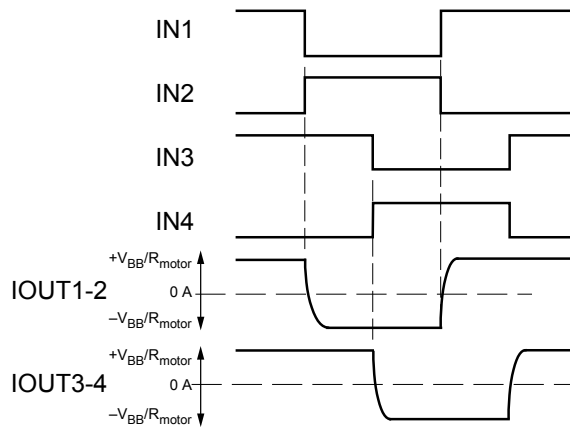 IN1
IN2
IN3
IN4
+VBB/Rmotor
IOUT1-2
0 A
–VBB/Rmotor
+VBB/Rmotor
IOUT3-4
0 A
–VBB/Rmotor